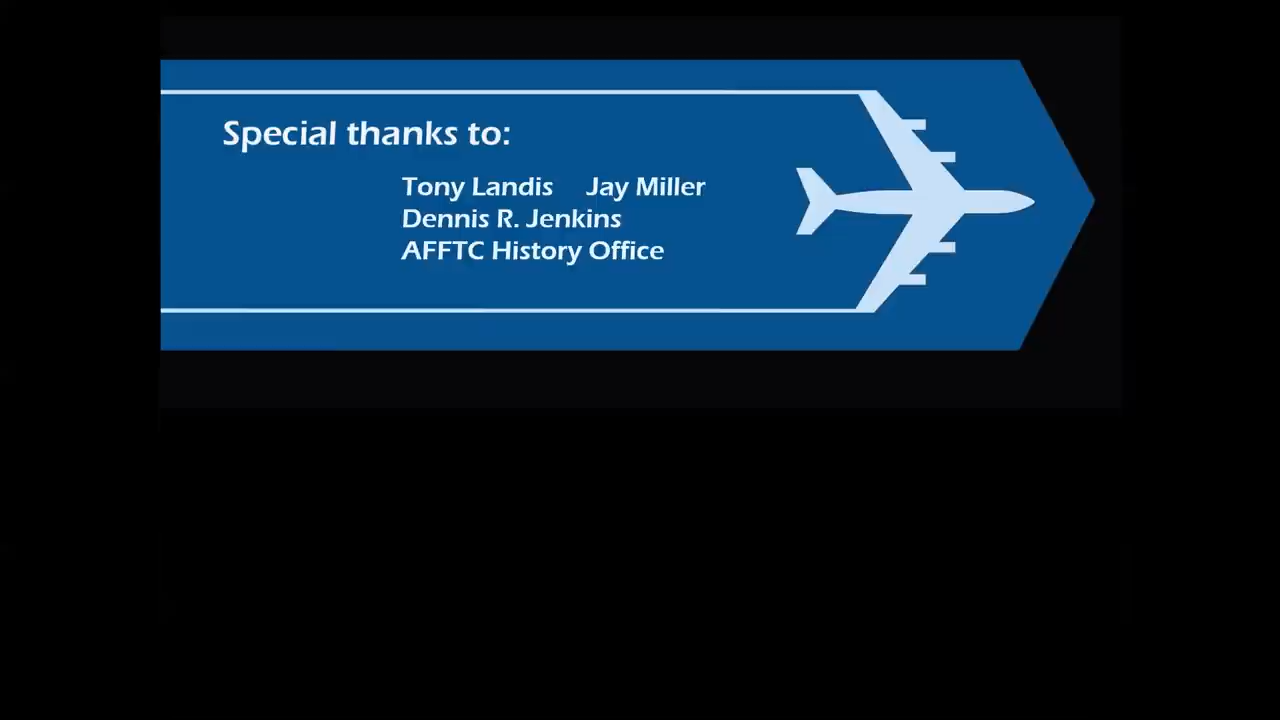 Special thanks to:
Tony Landis Jay Miller
Dennis R. Jenkins
AFFTC History Office